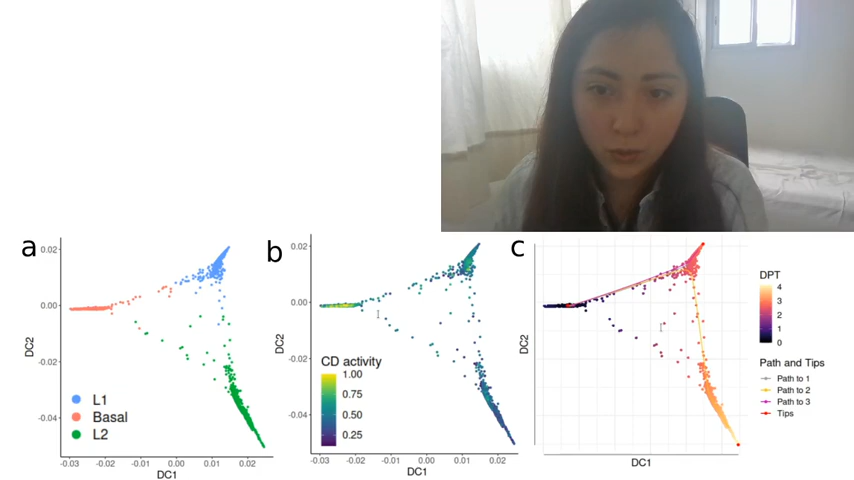 a
0.02
0.00
-0.02
-0.04
DC2
L1
Basal
L2
-0.03 -0.02 -0.01 0.00 0.01 0.02
DC1
b
0.02
0.00
-0.02
-0.04
DC2
CD activity
1.00
0.75
0.50
0.25
-0.03 -0.02 -0.01 0.00 0.01 0.02
DC1
c
DC2
DC1
DPT
4
3
2
1
0
Path and Tips
Path to 1
Path to 2
Path to 3
Tips